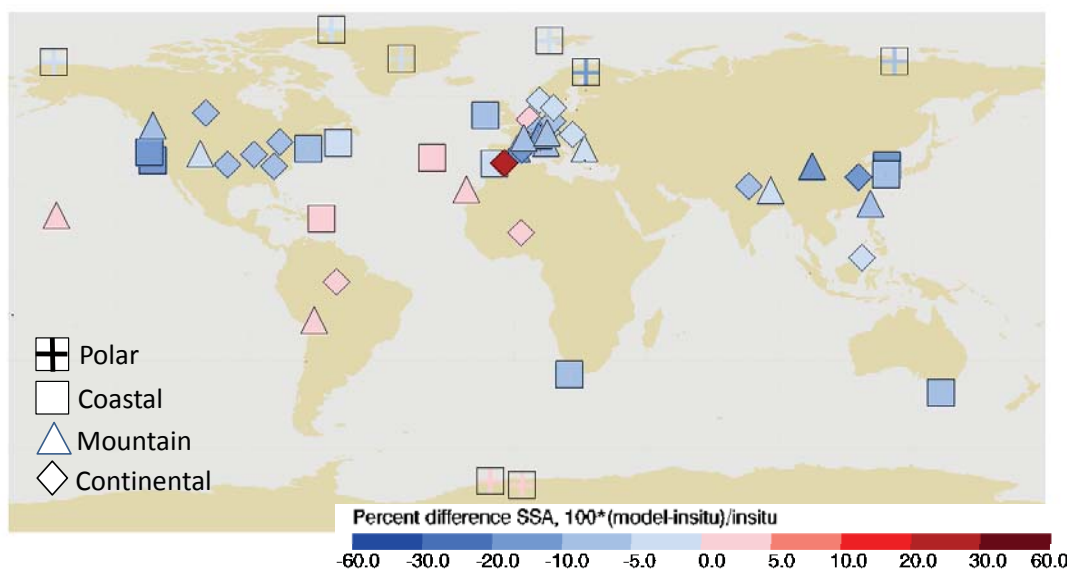 Polar
Coastal
Mountain
Continental
Percent difference SSA, 100*(model-insitu)/insitu
-60.0 -30.0 -20.0 -10.0 -5.0 0.0 5.0 10.0 20.0 30.0 60.0